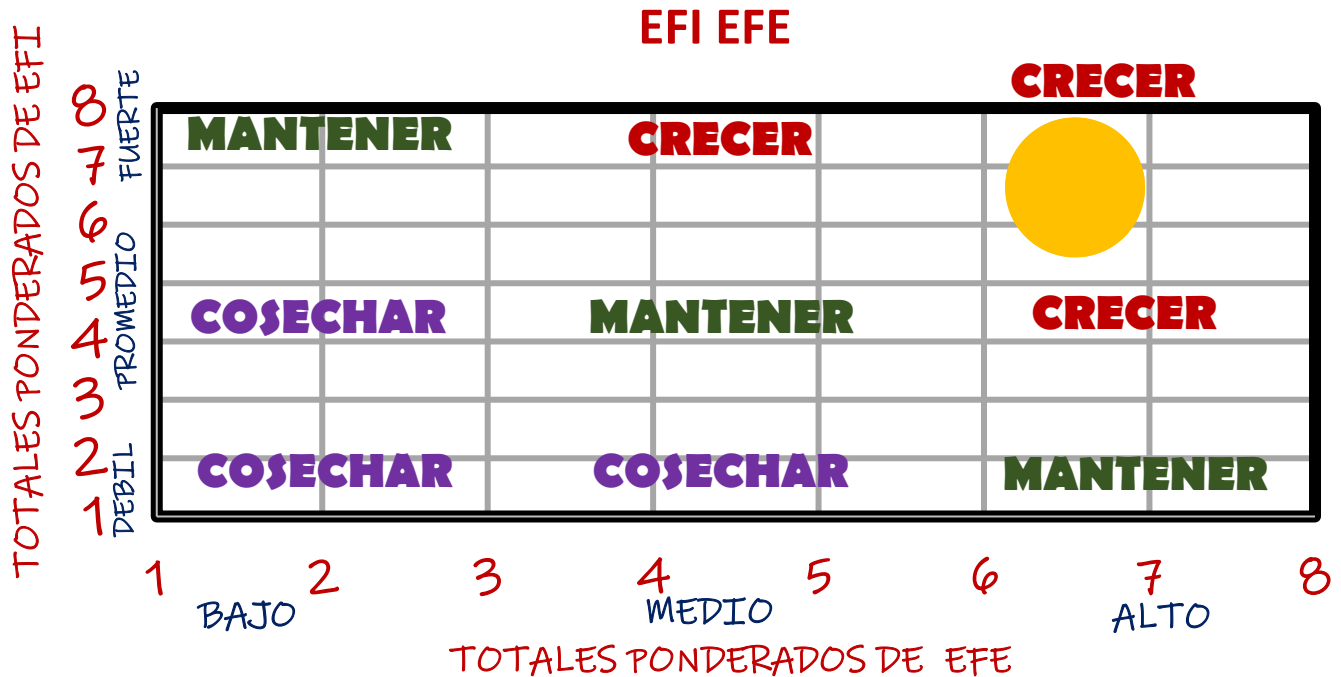 EFI EFE
TOTALES PONDERADOS DE EFI
FUERTE
PROMEDIO
DEBIL
8
7
6
5
4
3
2
1
CRECER
MANTENER CRECER
COSECHAR MANTENER CRECER
COSECHAR COSECHAR MANTENER
1 2 3 4 5 6 7 8
BAJO MEDIO ALTO
TOTALES PONDERADOS DE EFE